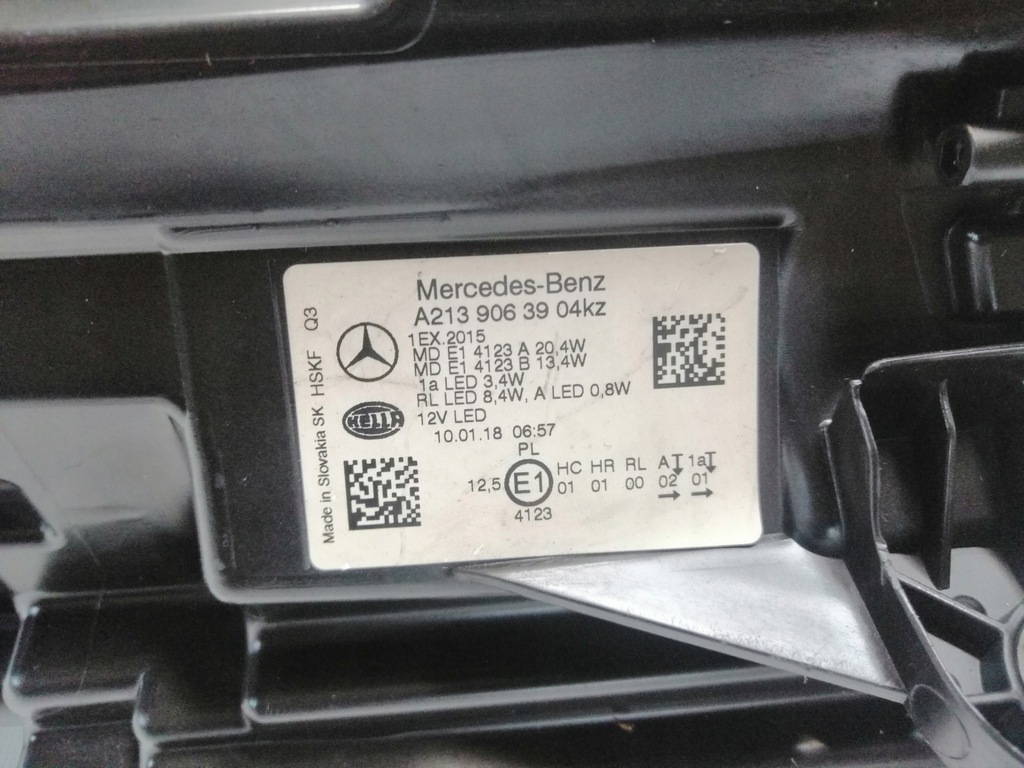 Mercedes-Benz
A213 906 39 04kz
1EX.2015
MD E1 4123 A 20,4W
MD E1 4123 B 13,4W
1a LED 3,4W
RL LED 8,4W, A LED 0,8W
12V LED
10.01.18 06:57
HELLA
Made in Slovakia SK HSKF Q3
PL
12,5 E1 HC HR RL A 1a
01 01 00 02 01
4123